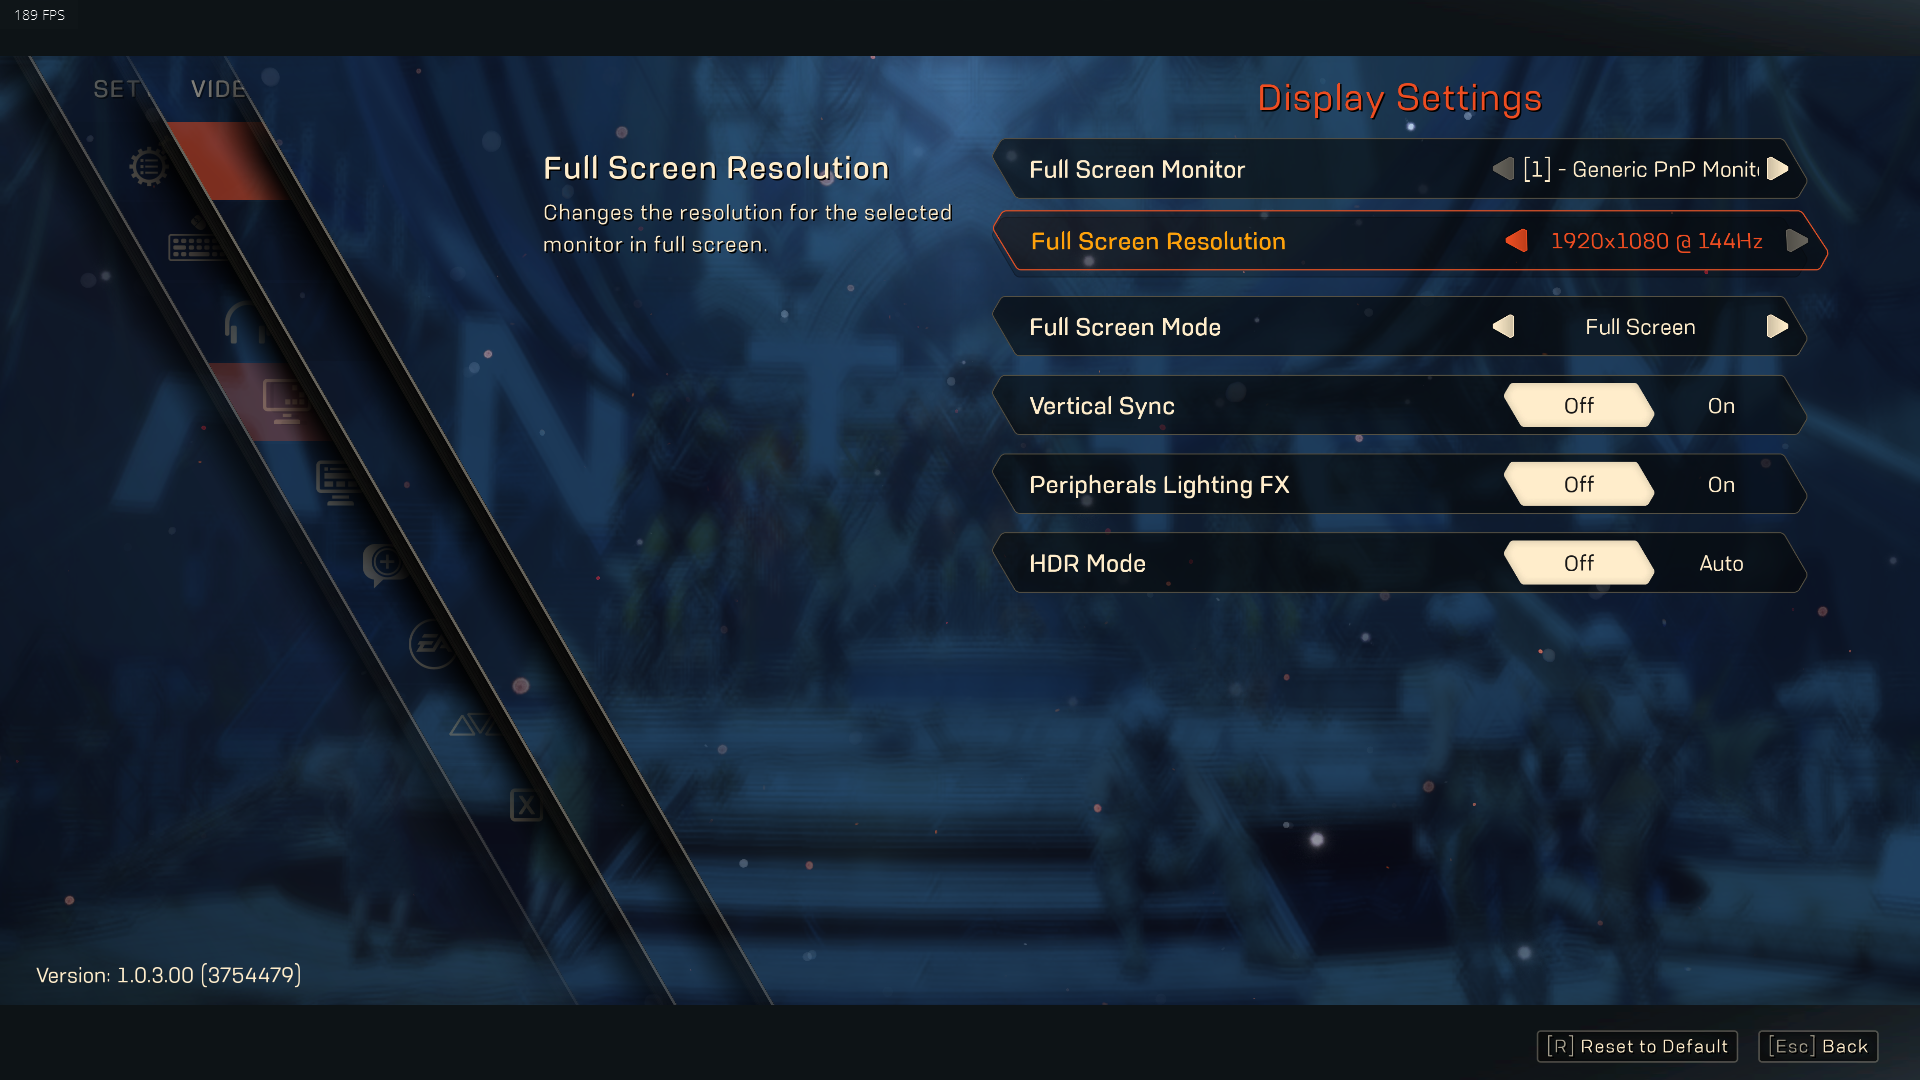 189 FPS
SET
VIDE
Display Settings
Full Screen Resolution
Changes the resolution for the selected
monitor in full screen.
Full Screen Monitor
[1] - Generic PnP Monit
Full Screen Resolution
1920x1080 @ 144Hz
Full Screen Mode
Full Screen
Vertical Sync
Off
On
Peripherals Lighting FX
Off
On
HDR Mode
Off
Auto
EA
X
Version: 1.0.3.00 (3754479)
[R] Reset to Default
[Esc] Back